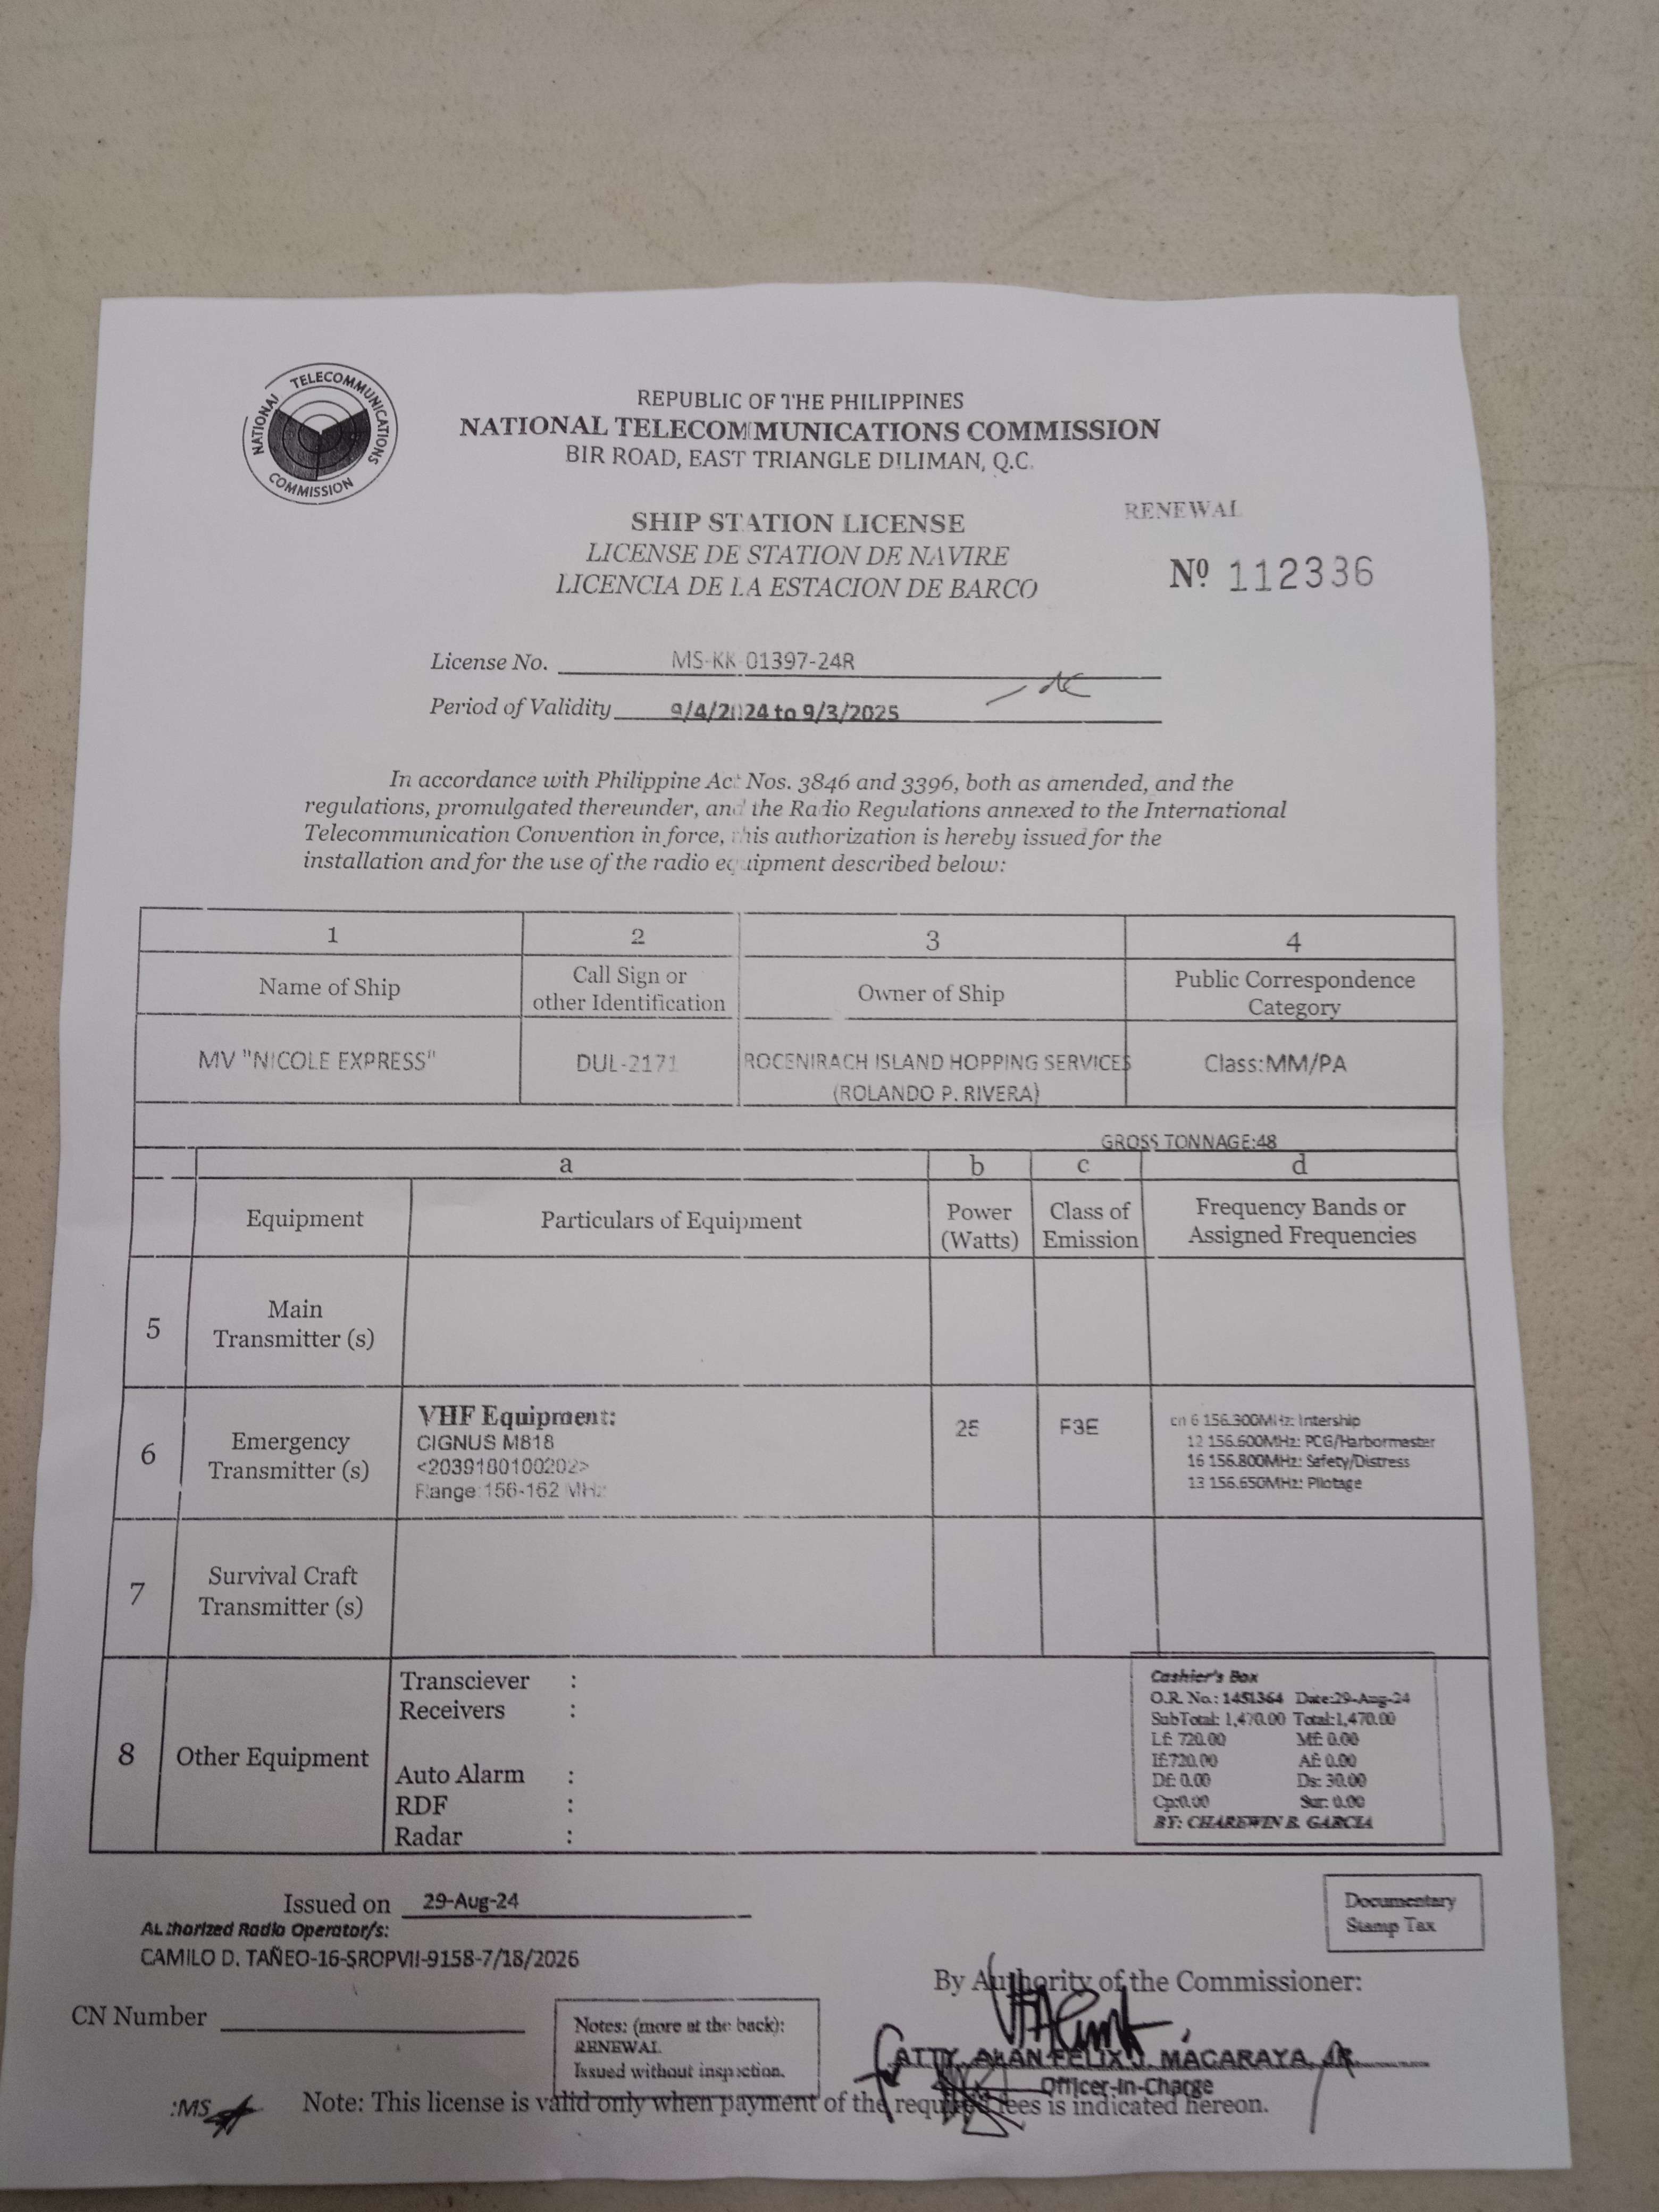 NATIONAL TELECOMMUNICATIONS COMMISSION
REPUBLIC OF THE PHILIPPINES
NATIONAL TELECOMMUNICATIONS COMMISSION
BIR ROAD, EAST TRIANGLE DILIMAN, Q.C.
RENEWAL
SHIP STATION LICENSE
LICENSE DE STATION DE NAVIRE
LICENCIA DE LA ESTACION DE BARCO
Nº 112336
License No. MS-KK-01397-24R
Period of Validity 9/4/2024 to 9/3/2025
In accordance with Philippine Act Nos. 3846 and 3396, both as amended, and the
regulations, promulgated thereunder, and the Radio Regulations annexed to the International
Telecommunication Convention in force, this authorization is hereby issued for the
installation and for the use of the radio equipment described below:
1 2 3 4
Name of Ship
Call Sign or
other Identification
Owner of Ship
Public Correspondence
Category
MV "NICOLE EXPRESS"
DUL-2171
ROCENIRACH ISLAND HOPPING SERVICES
(ROLANDO P. RIVERA)
Class:MM/PA
GROSS TONNAGE:48
a b c d
Equipment
Particulars of Equipment
Power
(Watts)
Class of
Emission
Frequency Bands or
Assigned Frequencies
5
Main
Transmitter (s)
6
Emergency
Transmitter (s)
VHF Equipment:
CIGNUS M818
<2039180100202>
Range:156-162 MHz
25
F3E
ch 6 156.300MHz: Intership
12 156.600MHz: PCG/Harbormaster
16 156.800MHz: Safety/Distress
13 156.650MHz: Pilotage
7
Survival Craft
Transmitter (s)
8
Other Equipment
Transciever :
Receivers :
Auto Alarm :
RDF :
Radar :
Cashier's Box
O.R. No.: 1451364 Date:29-Aug-24
SubTotal: 1,470.00 Total:1,470.00
Lf: 720.00 Mf: 0.00
If:720.00 Af: 0.00
Df: 0.00 Ds: 30.00
Cp:0.00 Sur: 0.00
BY: CHAREWIN B. GARCIA
Issued on 29-Aug-24
Authorized Radio Operator/s:
CAMILO D. TAÑEO-16-SROPVII-9158-7/18/2026
Documentary
Stamp Tax
By Authority of the Commissioner:
CN Number
Notes: (more at the back):
RENEWAL
Issued without inspection.
ATTY. ALAN FELIX J. MACARAYA, JR.
Officer-In-Charge
:MS
Note: This license is valid only when payment of the required fees is indicated hereon.